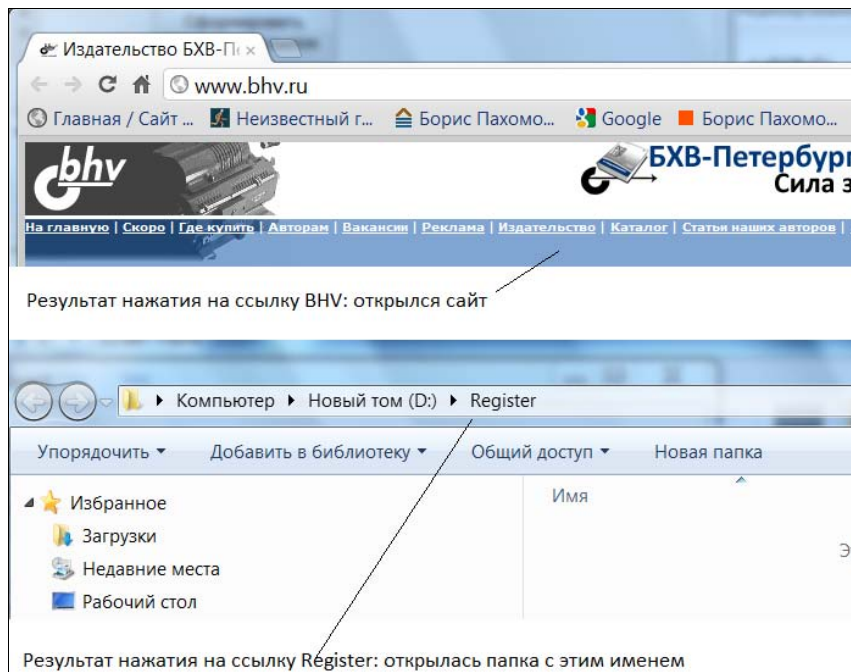 Издательство БХВ-П
www.bhv.ru
Главная / Сайт ... Неизвестный г... Борис Пахомо... Google Борис Пахомо...
bhv
БХВ-Петербург
Сила з
На главную | Скоро | Где купить | Авторам | Вакансии | Реклама | Издательство | Каталог | Статьи наших авторов |
Результат нажатия на ссылку BHV: открылся сайт
Компьютер Новый том (D:) Register
Упорядочить Добавить в библиотеку Общий доступ Новая папка
Избранное
Имя
Загрузки
Э
Недавние места
Рабочий стол
Результат нажатия на ссылку Register: открылась папка с этим именем